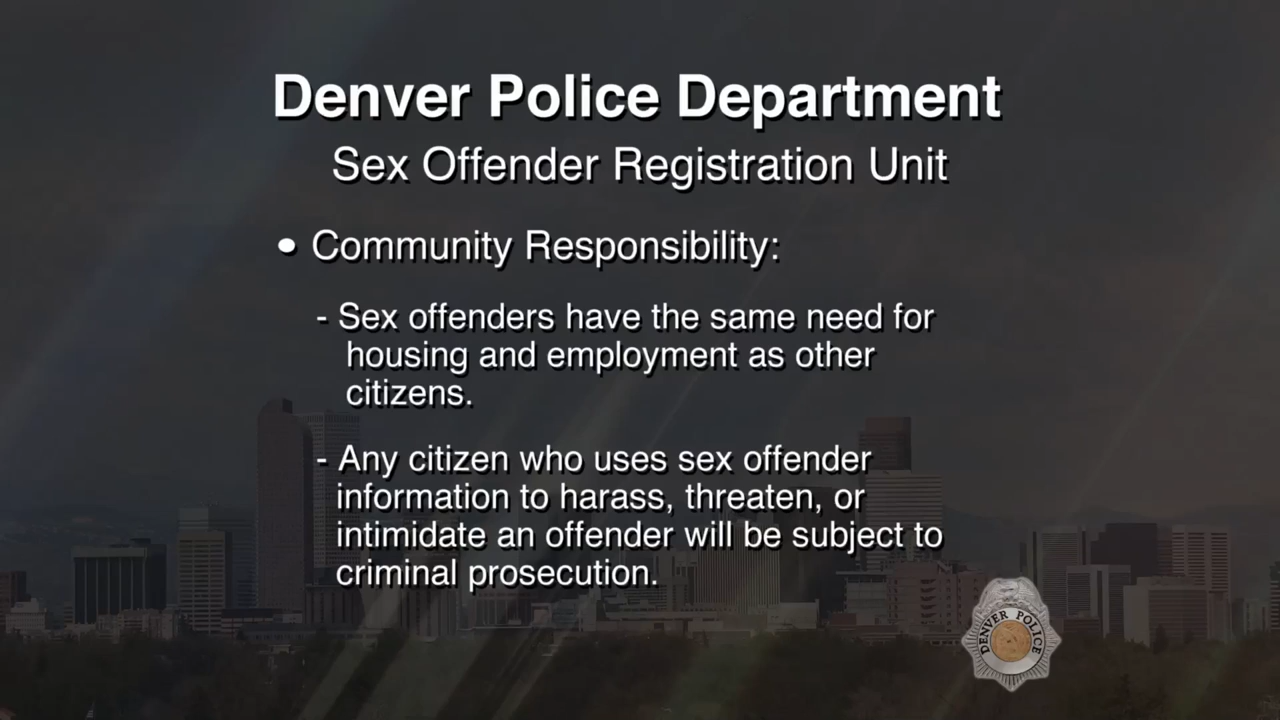 Denver Police Department
Sex Offender Registration Unit
• Community Responsibility:
- Sex offenders have the same need for
housing and employment as other
citizens.
- Any citizen who uses sex offender
information to harass, threaten, or
intimidate an offender will be subject to
criminal prosecution.
DENVER POLICE